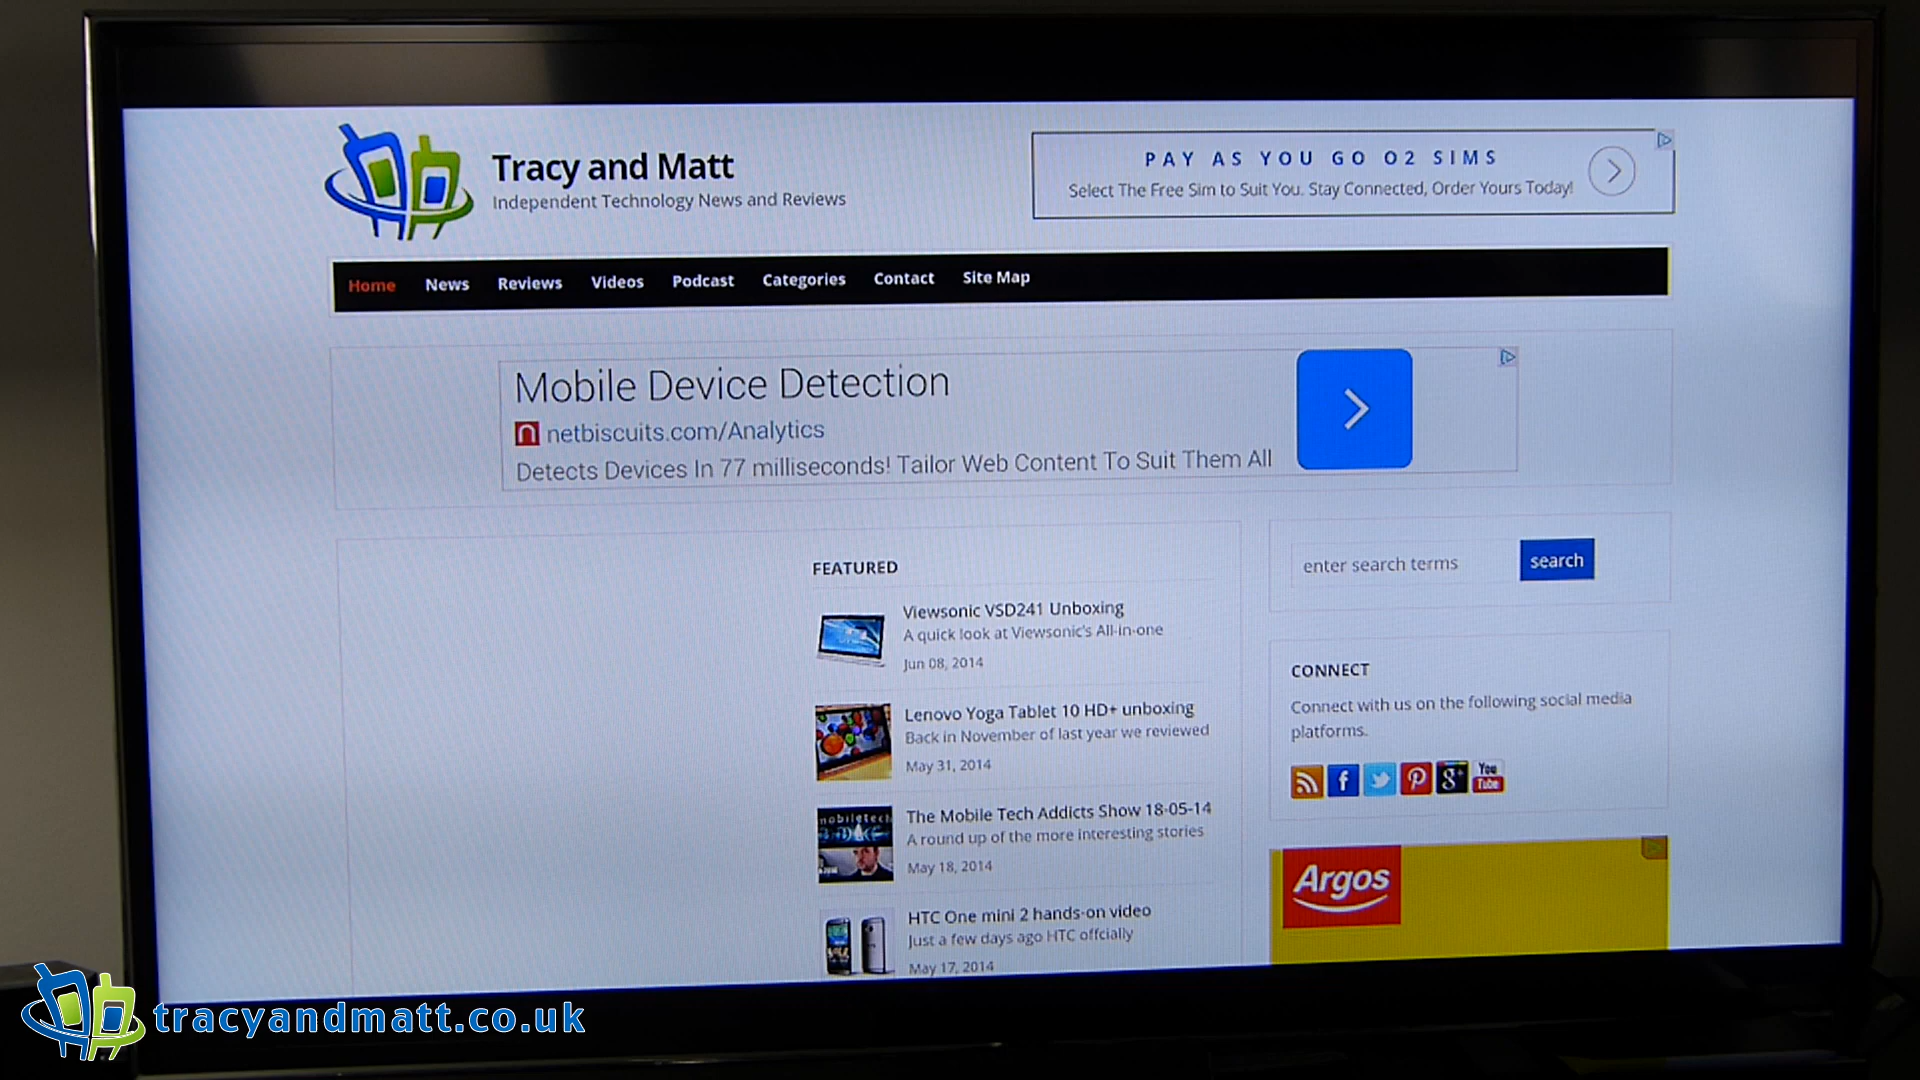 Tracy and Matt
Independent Technology News and Reviews
PAY AS YOU GO O2 SIMS
Select The Free Sim to Suit You. Stay Connected, Order Yours Today!
Home News Reviews Videos Podcast Categories Contact Site Map
Mobile Device Detection
netbiscuits.com/Analytics
Detects Devices In 77 milliseconds! Tailor Web Content To Suit Them All
FEATURED
Viewsonic VSD241 Unboxing
A quick look at Viewsonic's All-in-one
Jun 08, 2014
Lenovo Yoga Tablet 10 HD+ unboxing
Back in November of last year we reviewed
May 31, 2014
The Mobile Tech Addicts Show 18-05-14
A round up of the more interesting stories
May 18, 2014
HTC One mini 2 hands-on video
Just a few days ago HTC offcially
May 17, 2014
enter search terms
search
CONNECT
Connect with us on the following social media
platforms.
You
Tube
Argos
tracyandmatt.co.uk